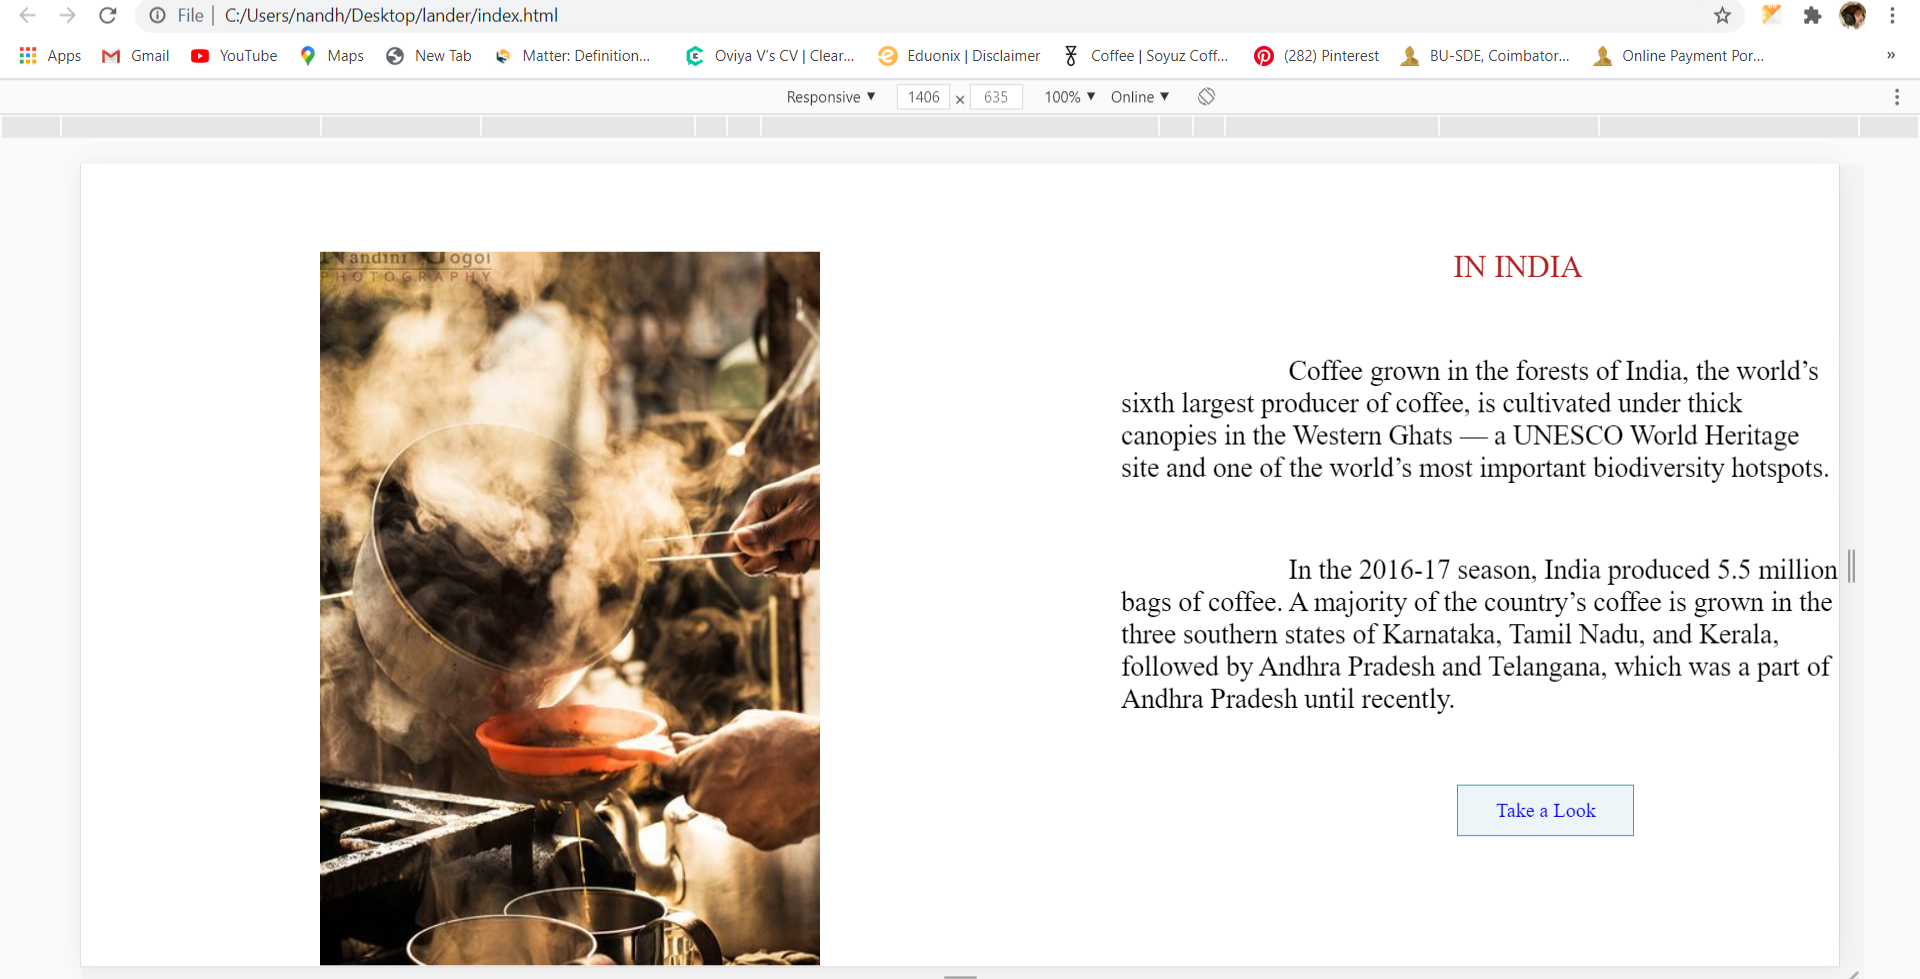 File | C:/Users/nandh/Desktop/lander/index.html
Apps Gmail YouTube Maps New Tab Matter: Definition... Oviya V's CV | Clear... Eduonix | Disclaimer Coffee | Soyuz Coff... (282) Pinterest BU-SDE, Coimbator... Online Payment Por... »
Responsive ▼ 1406 × 635 100% ▼ Online ▼
Nandini Gogoi
PHOTOGRAPHY
IN INDIA
Coffee grown in the forests of India, the world’s
sixth largest producer of coffee, is cultivated under thick
canopies in the Western Ghats — a UNESCO World Heritage
site and one of the world’s most important biodiversity hotspots.
In the 2016-17 season, India produced 5.5 million
bags of coffee. A majority of the country’s coffee is grown in the
three southern states of Karnataka, Tamil Nadu, and Kerala,
followed by Andhra Pradesh and Telangana, which was a part of
Andhra Pradesh until recently.
Take a Look